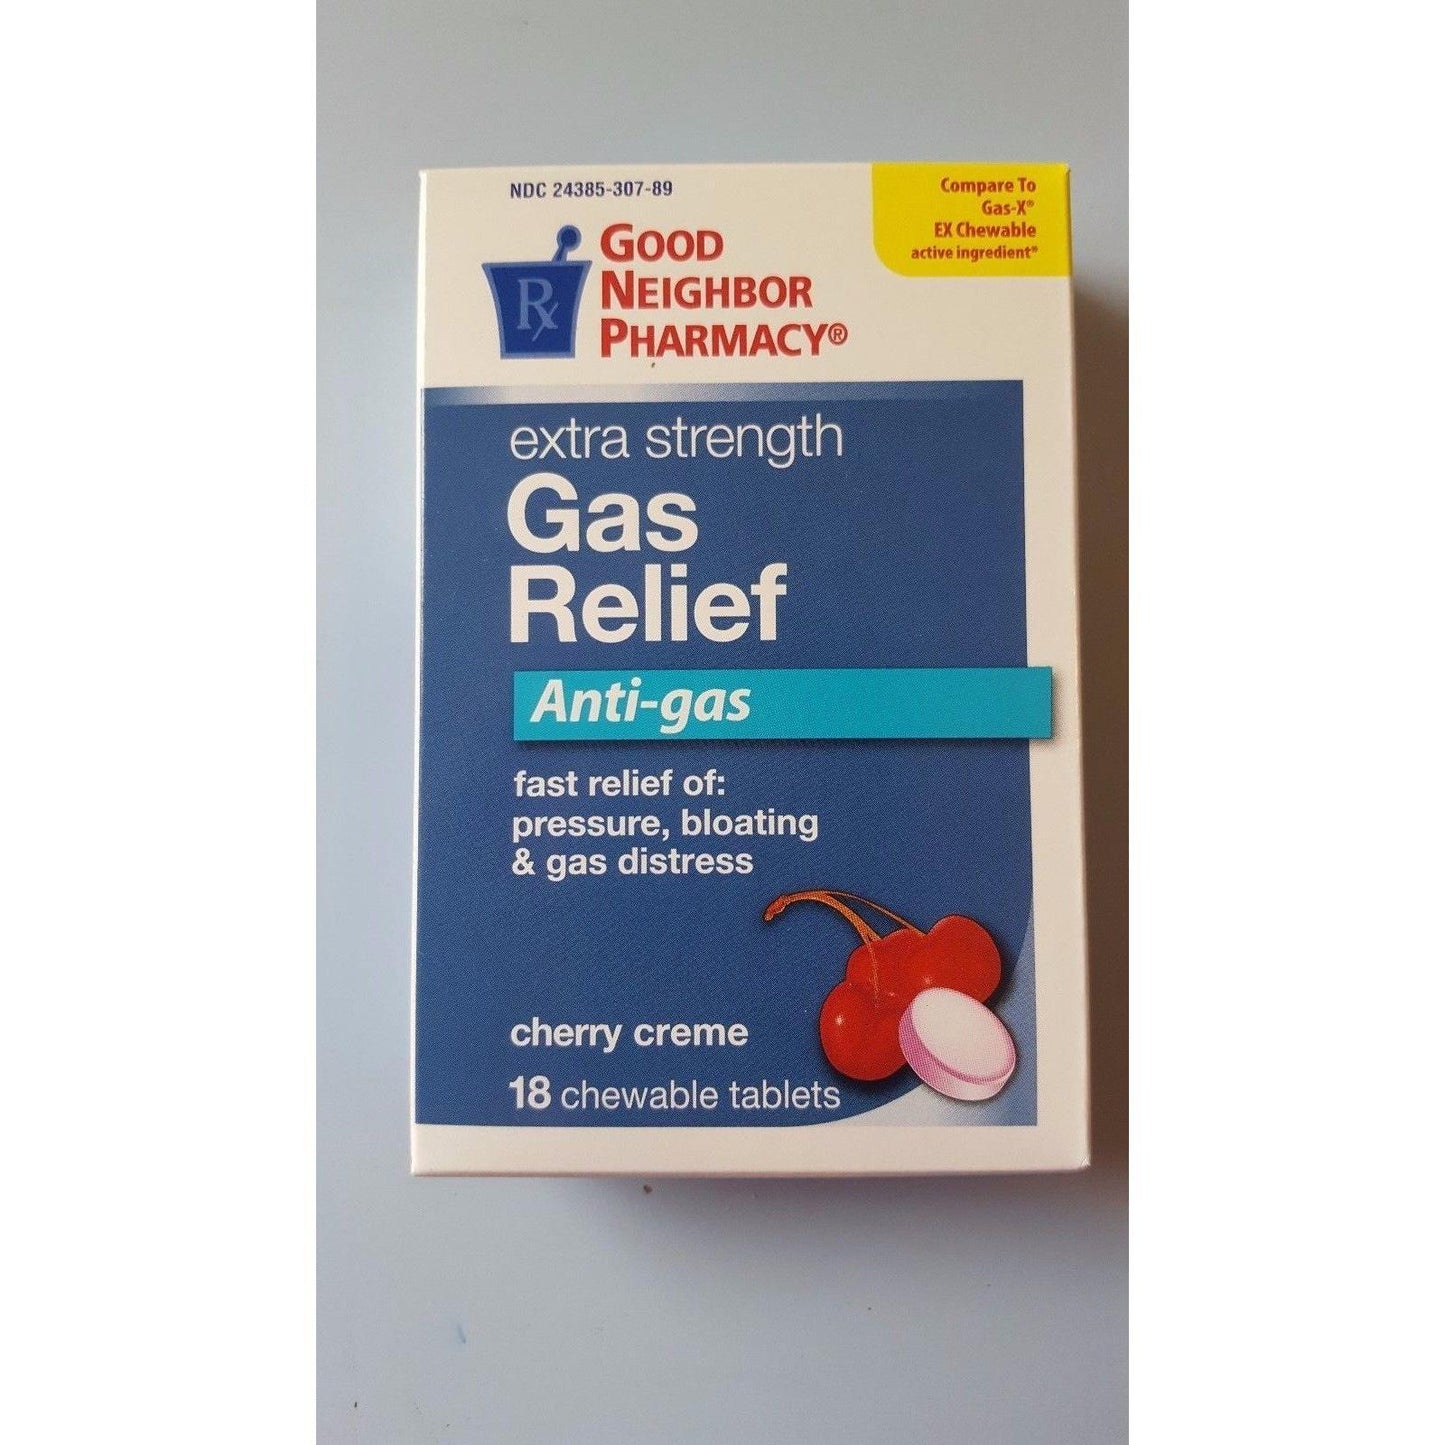 NDC 24385-307-89
Compare To
Gas-X®
EX Chewable
active ingredient*
Rx
GOOD
NEIGHBOR
PHARMACY®
extra strength
Gas
Relief
Anti-gas
fast relief of:
pressure, bloating
& gas distress
cherry creme
18 chewable tablets